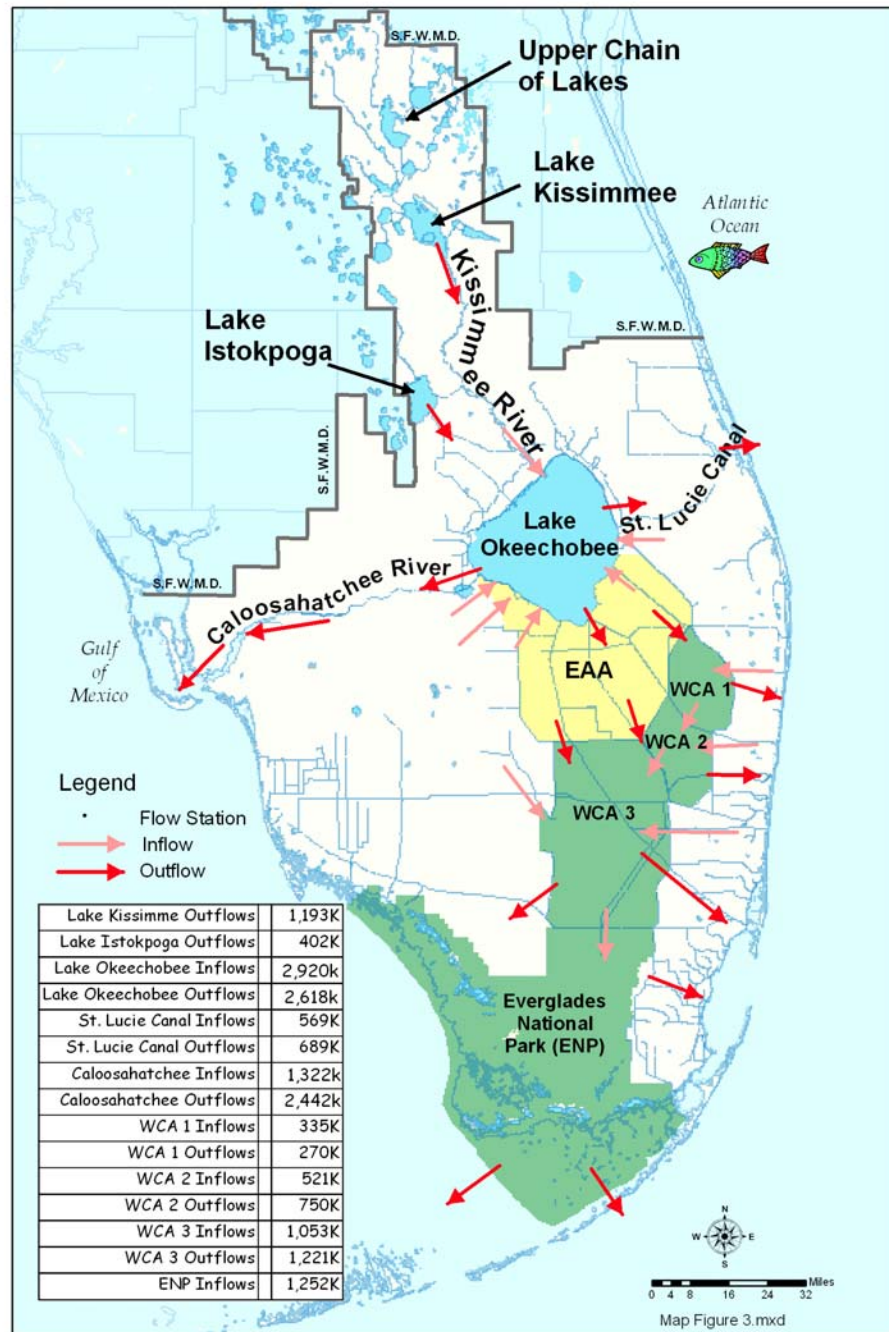 S.F.W.M.D.
S.F.W.M.D.
Upper Chain
of Lakes
Lake
Kissimmee
Atlantic
Ocean
Kissimmee River
Lake
Istokpoga
S.F.W.M.D.
S.F.W.M.D.
St. Lucie Canal
Lake
Okeechobee
S.F.W.M.D.
Caloosahatchee River
Gulf
of
Mexico
EAA
WCA 1
WCA 2
WCA 3
Legend
Flow Station
Inflow
Outflow
Lake Kissimme Outflows 1,193K
Lake Istokpoga Outflows 402K
Lake Okeechobee Inflows 2,920k
Lake Okeechobee Outflows 2,618k
St. Lucie Canal Inflows 569K
St. Lucie Canal Outflows 689K
Caloosahatchee Inflows 1,322k
Caloosahatchee Outflows 2,442k
WCA 1 Inflows 335K
WCA 1 Outflows 270K
WCA 2 Inflows 521K
WCA 2 Outflows 750K
WCA 3 Inflows 1,053K
WCA 3 Outflows 1,221K
ENP Inflows 1,252K
Everglades
National
Park (ENP)
N
W E
S
Miles
0 4 8 16 24 32
Map Figure 3.mxd